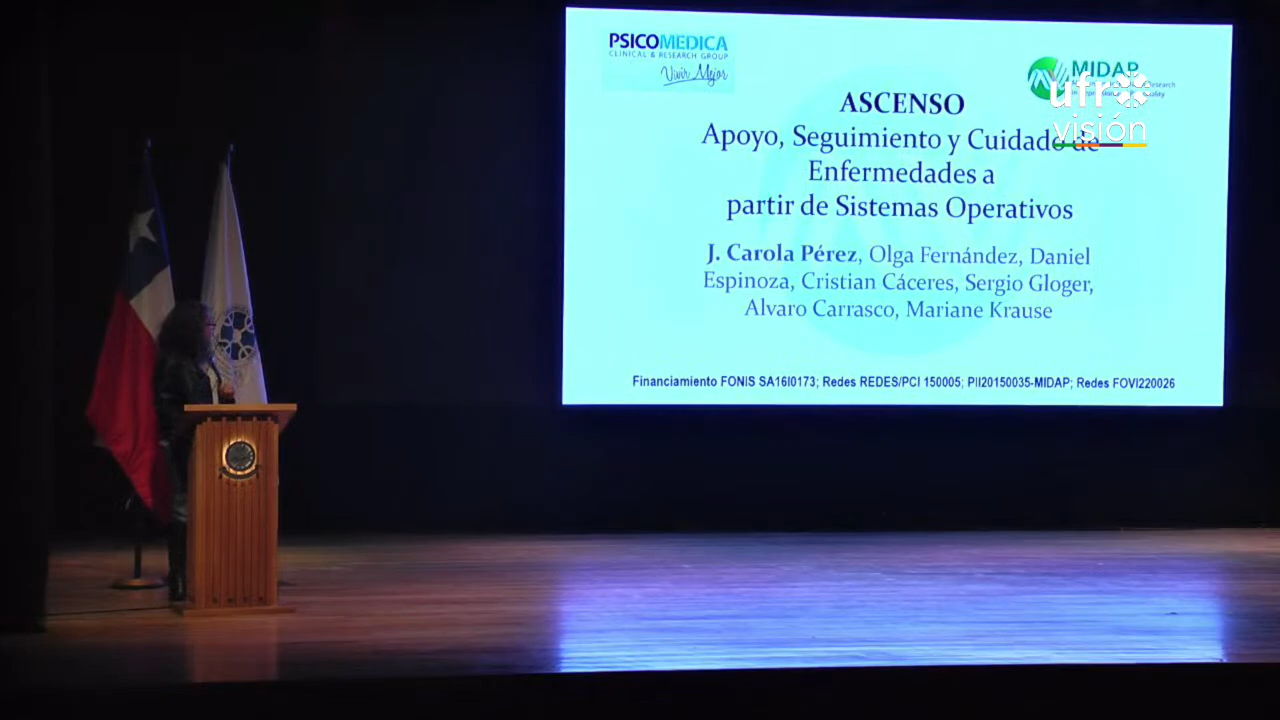 PSICOMEDICA
CLINICAL & RESEARCH GROUP
Vivir Mejor
MIDAP
Research
ufro
visión
ASCENSO
Apoyo, Seguimiento y Cuidado de
Enfermedades a
partir de Sistemas Operativos
J. Carola Pérez, Olga Fernández, Daniel
Espinoza, Cristian Cáceres, Sergio Gloger,
Alvaro Carrasco, Mariane Krause
Financiamiento FONIS SA16I0173; Redes REDES/PCI 150005; PII20150035-MIDAP; Redes FOVI220026